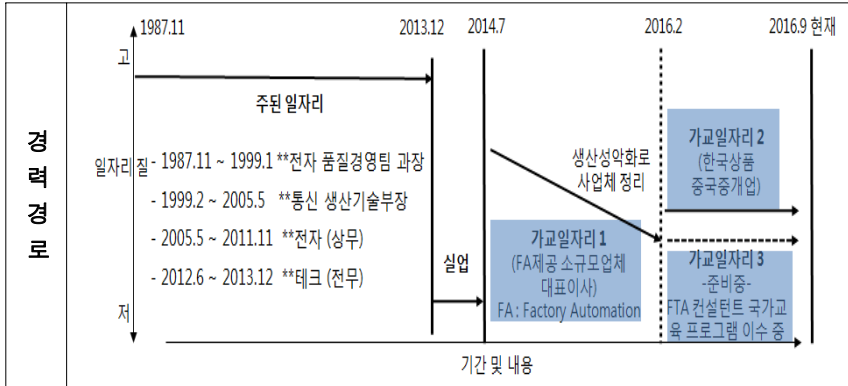 경력경로
1987.11
2013.12
2014.7
2016.2
2016.9 현재
고
주된 일자리
일자리 질
- 1987.11 ~ 1999.1 **전자 품질경영팀 과장
- 1999.2 ~ 2005.5 **통신 생산기술부장
- 2005.5 ~ 2011.11 **전자 (상무)
- 2012.6 ~ 2013.12 **테크 (전무)
저
실업
생산성악화로
사업체 정리
가교일자리 1
(FA제공 소규모업체
대표이사)
FA : Factory Automation
가교일자리 2
(한국상품
중국중개업)
가교일자리 3
-준비중-
FTA 컨설턴트 국가교
육 프로그램 이수 중
기간 및 내용